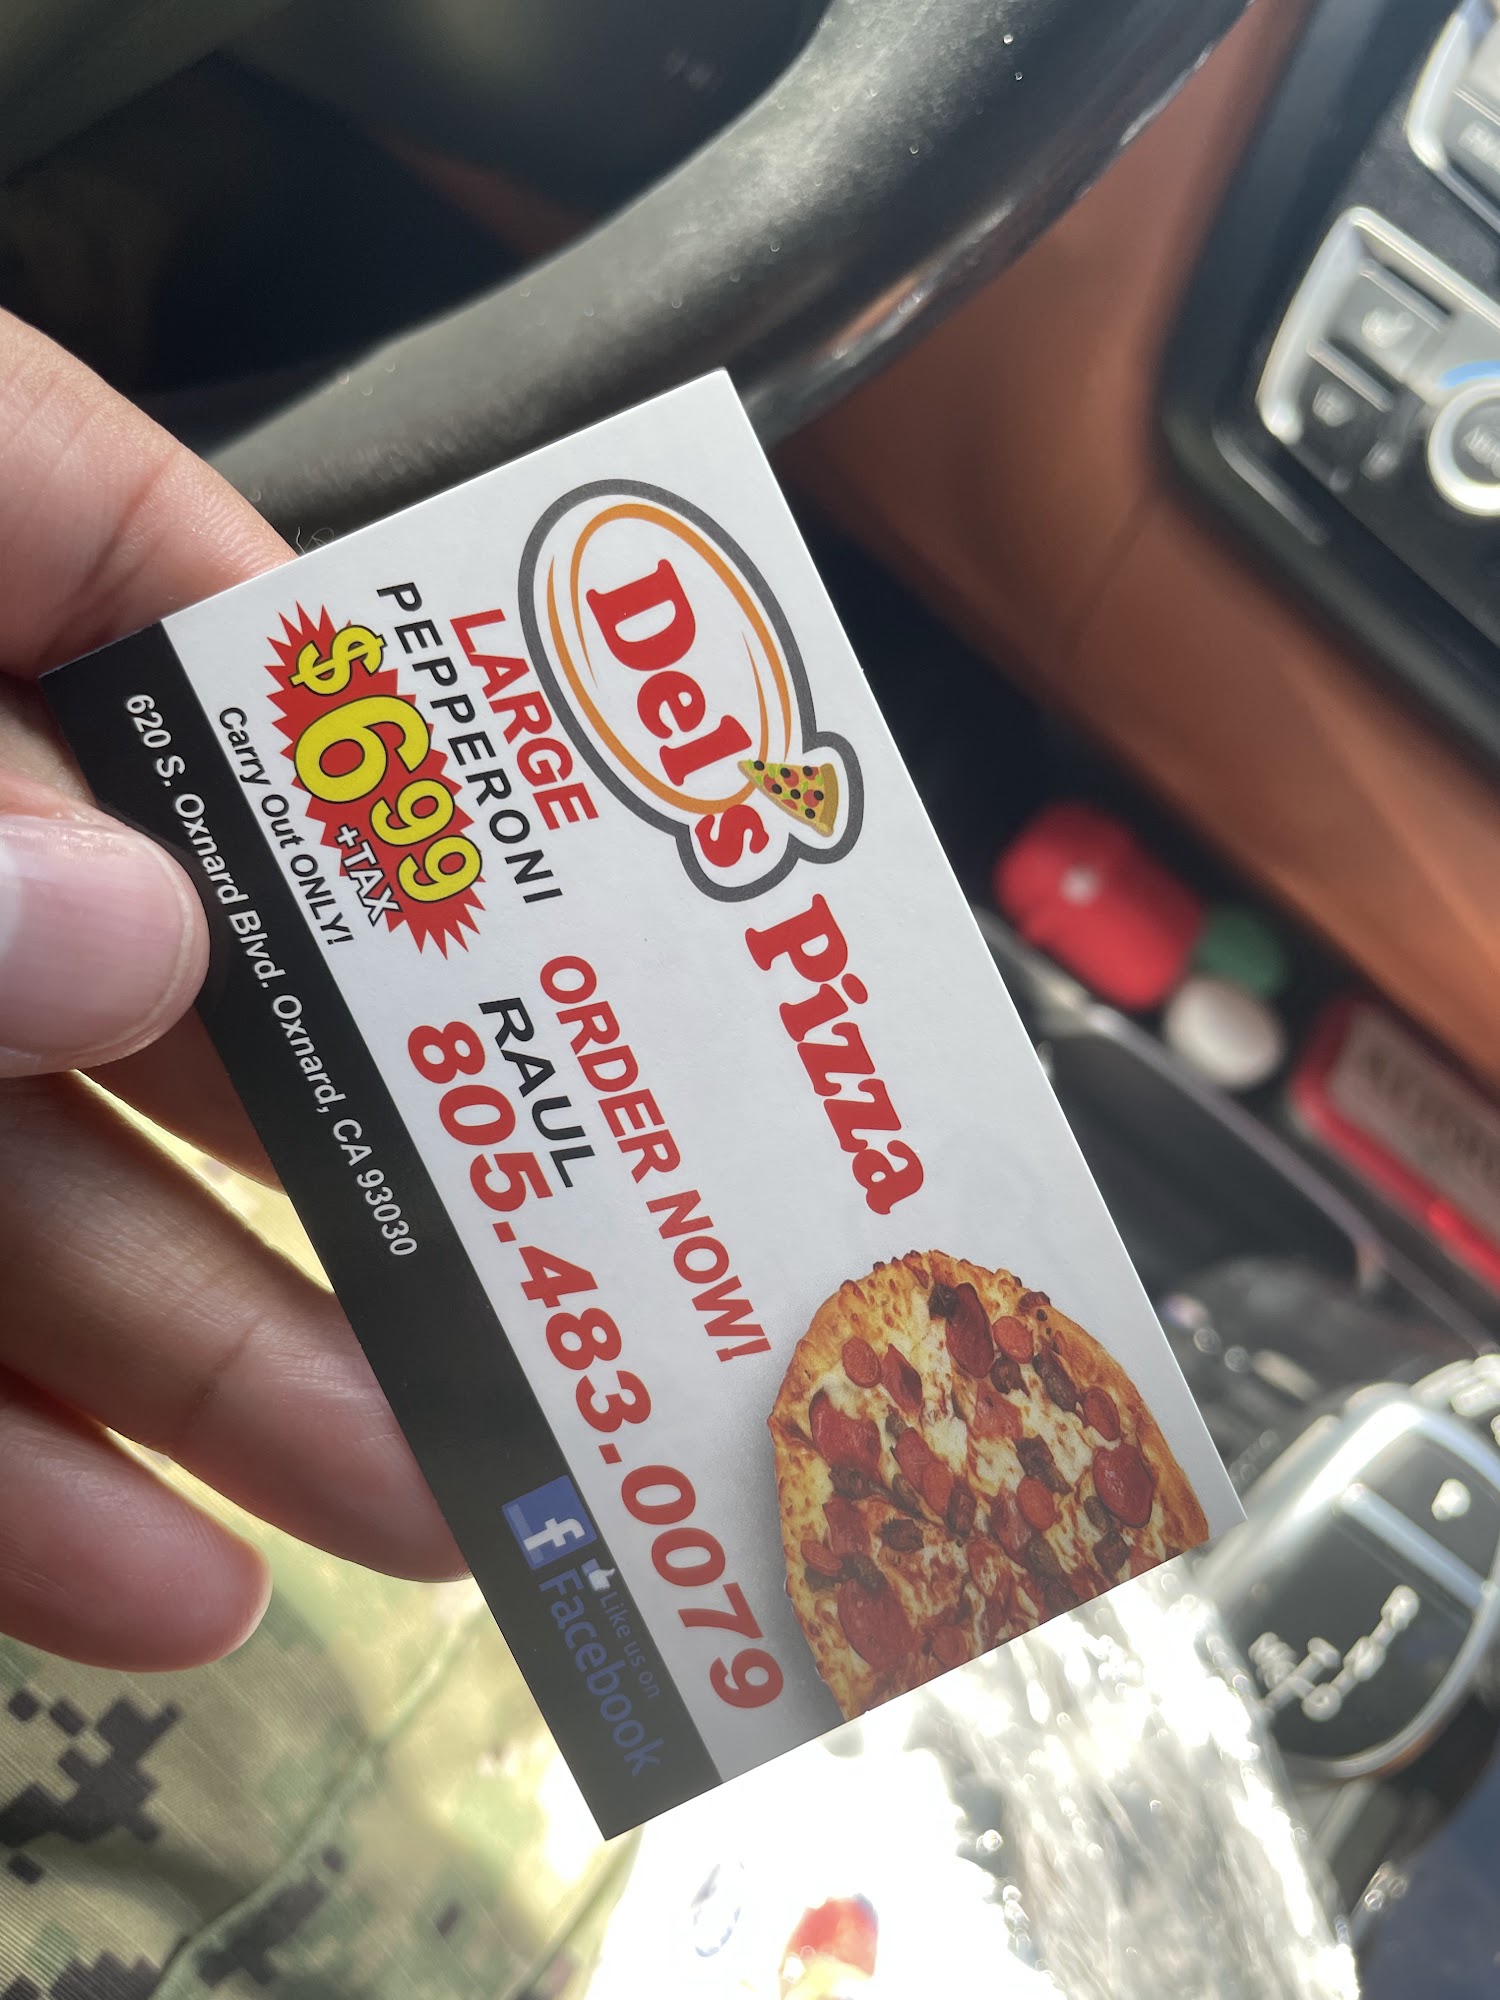 Del's Pizza
LARGE
PEPPERONI
$6.99
+TAX
Carry Out ONLY!
ORDER NOW!
RAUL
805.483.0079
620 S. Oxnard Blvd. Oxnard, CA 93030
Like us on
Facebook